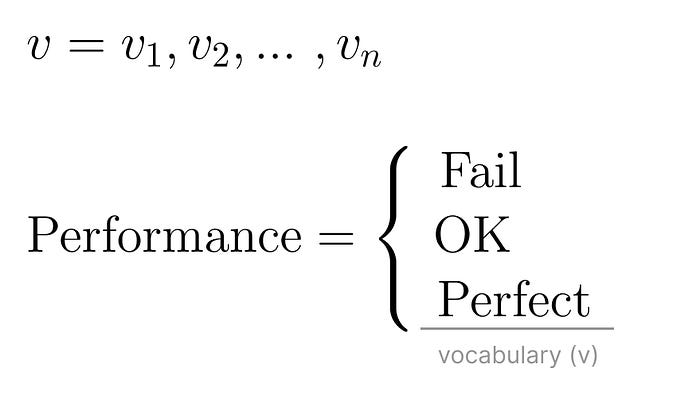 v = v₁, v₂, ... , vₙ
Fail
Performance = { OK
Perfect
vocabulary (v)